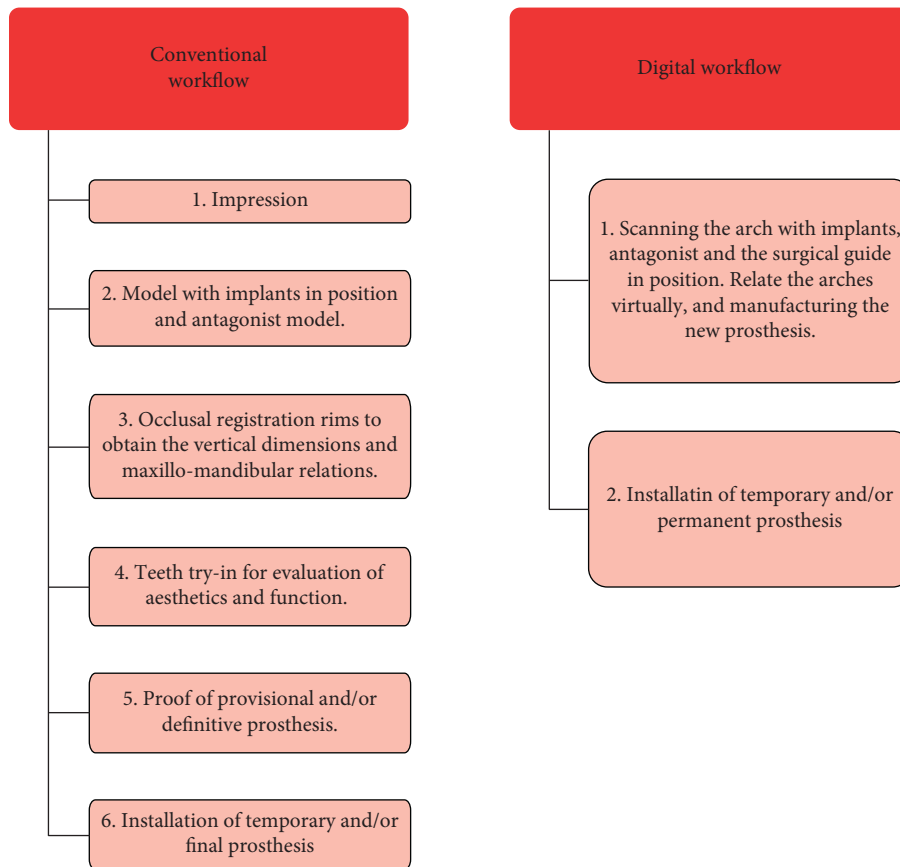 Conventional
workflow
1. Impression
2. Model with implants in position
and antagonist model.
3. Occlusal registration rims to
obtain the vertical dimensions and
maxillo-mandibular relations.
4. Teeth try-in for evaluation of
aesthetics and function.
5. Proof of provisional and/or
definitive prosthesis.
6. Installation of temporary and/or
final prosthesis
Digital workflow
1. Scanning the arch with implants,
antagonist and the surgical guide
in position. Relate the arches
virtually, and manufacturing the
new prosthesis.
2. Installatin of temporary and/or
permanent prosthesis